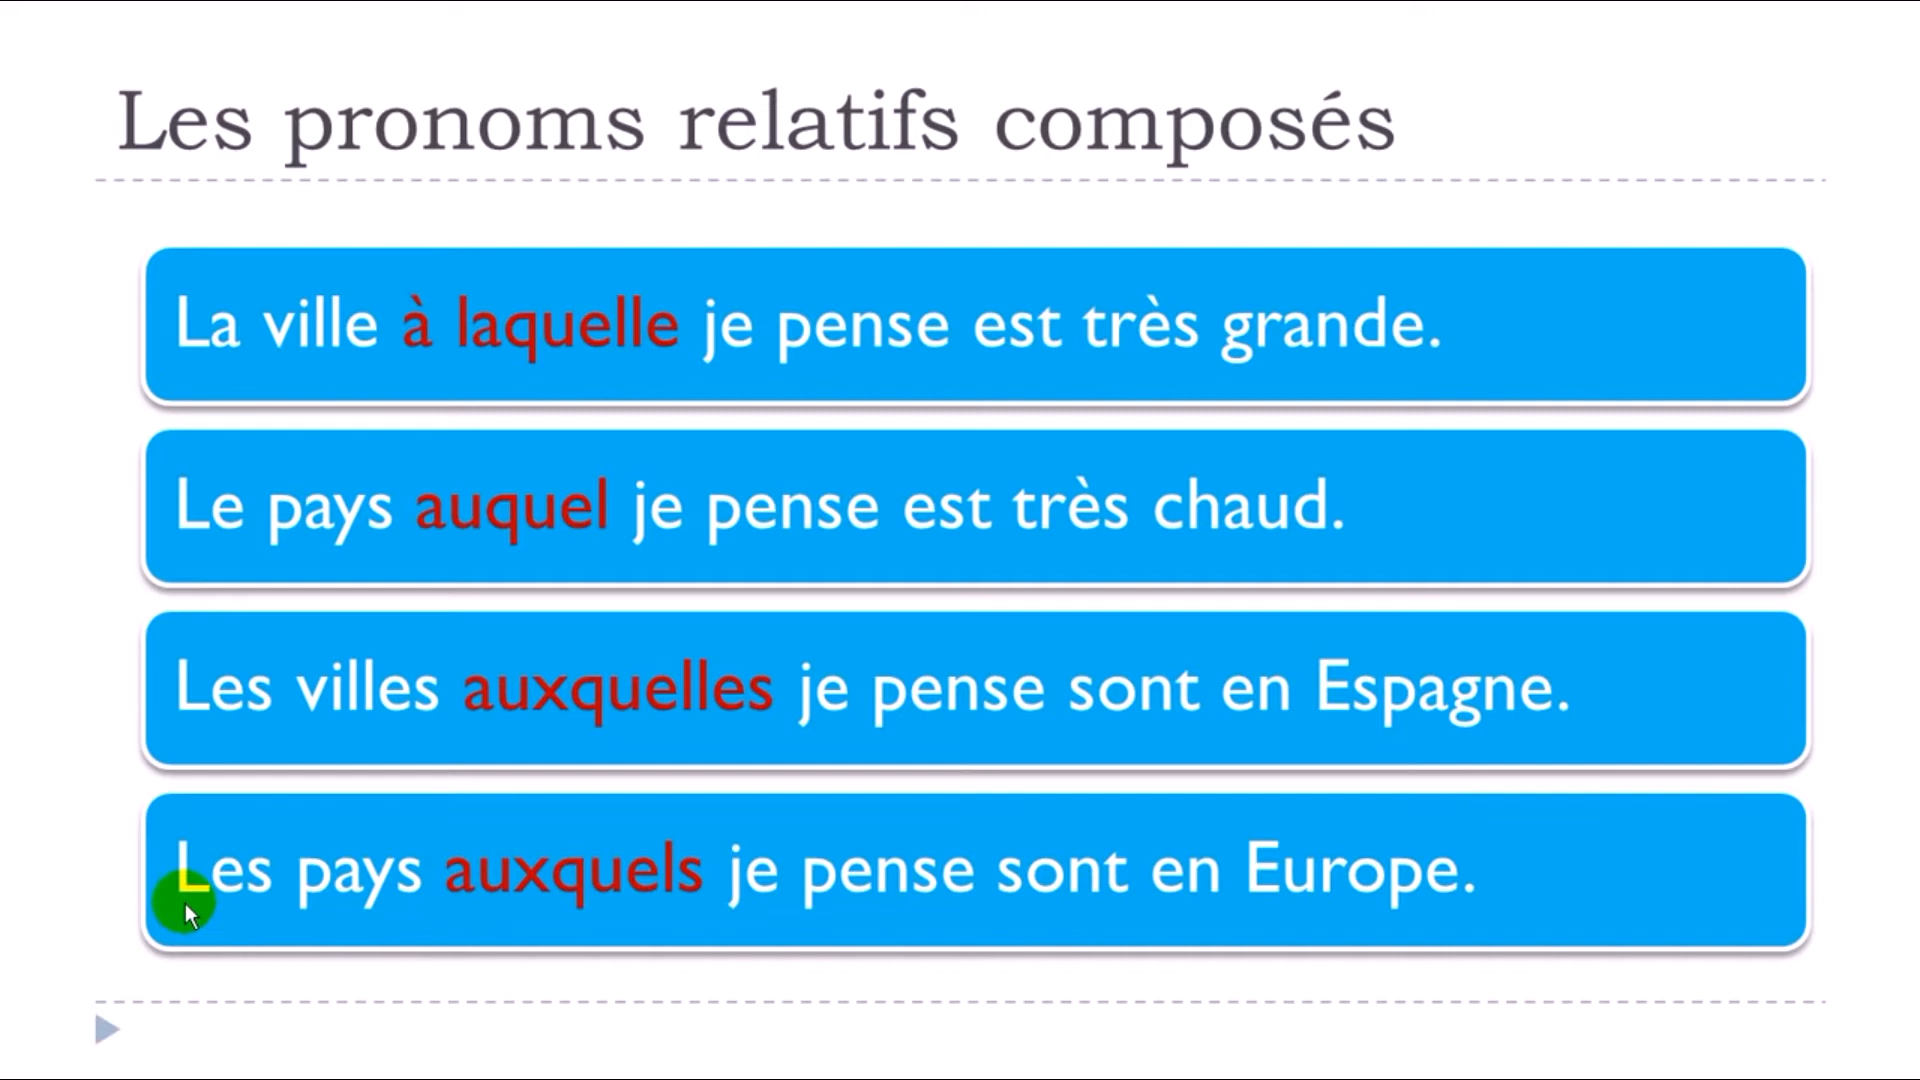 Les pronoms relatifs composés
La ville à laquelle je pense est très grande.
Le pays auquel je pense est très chaud.
Les villes auxquelles je pense sont en Espagne.
Les pays auxquels je pense sont en Europe.